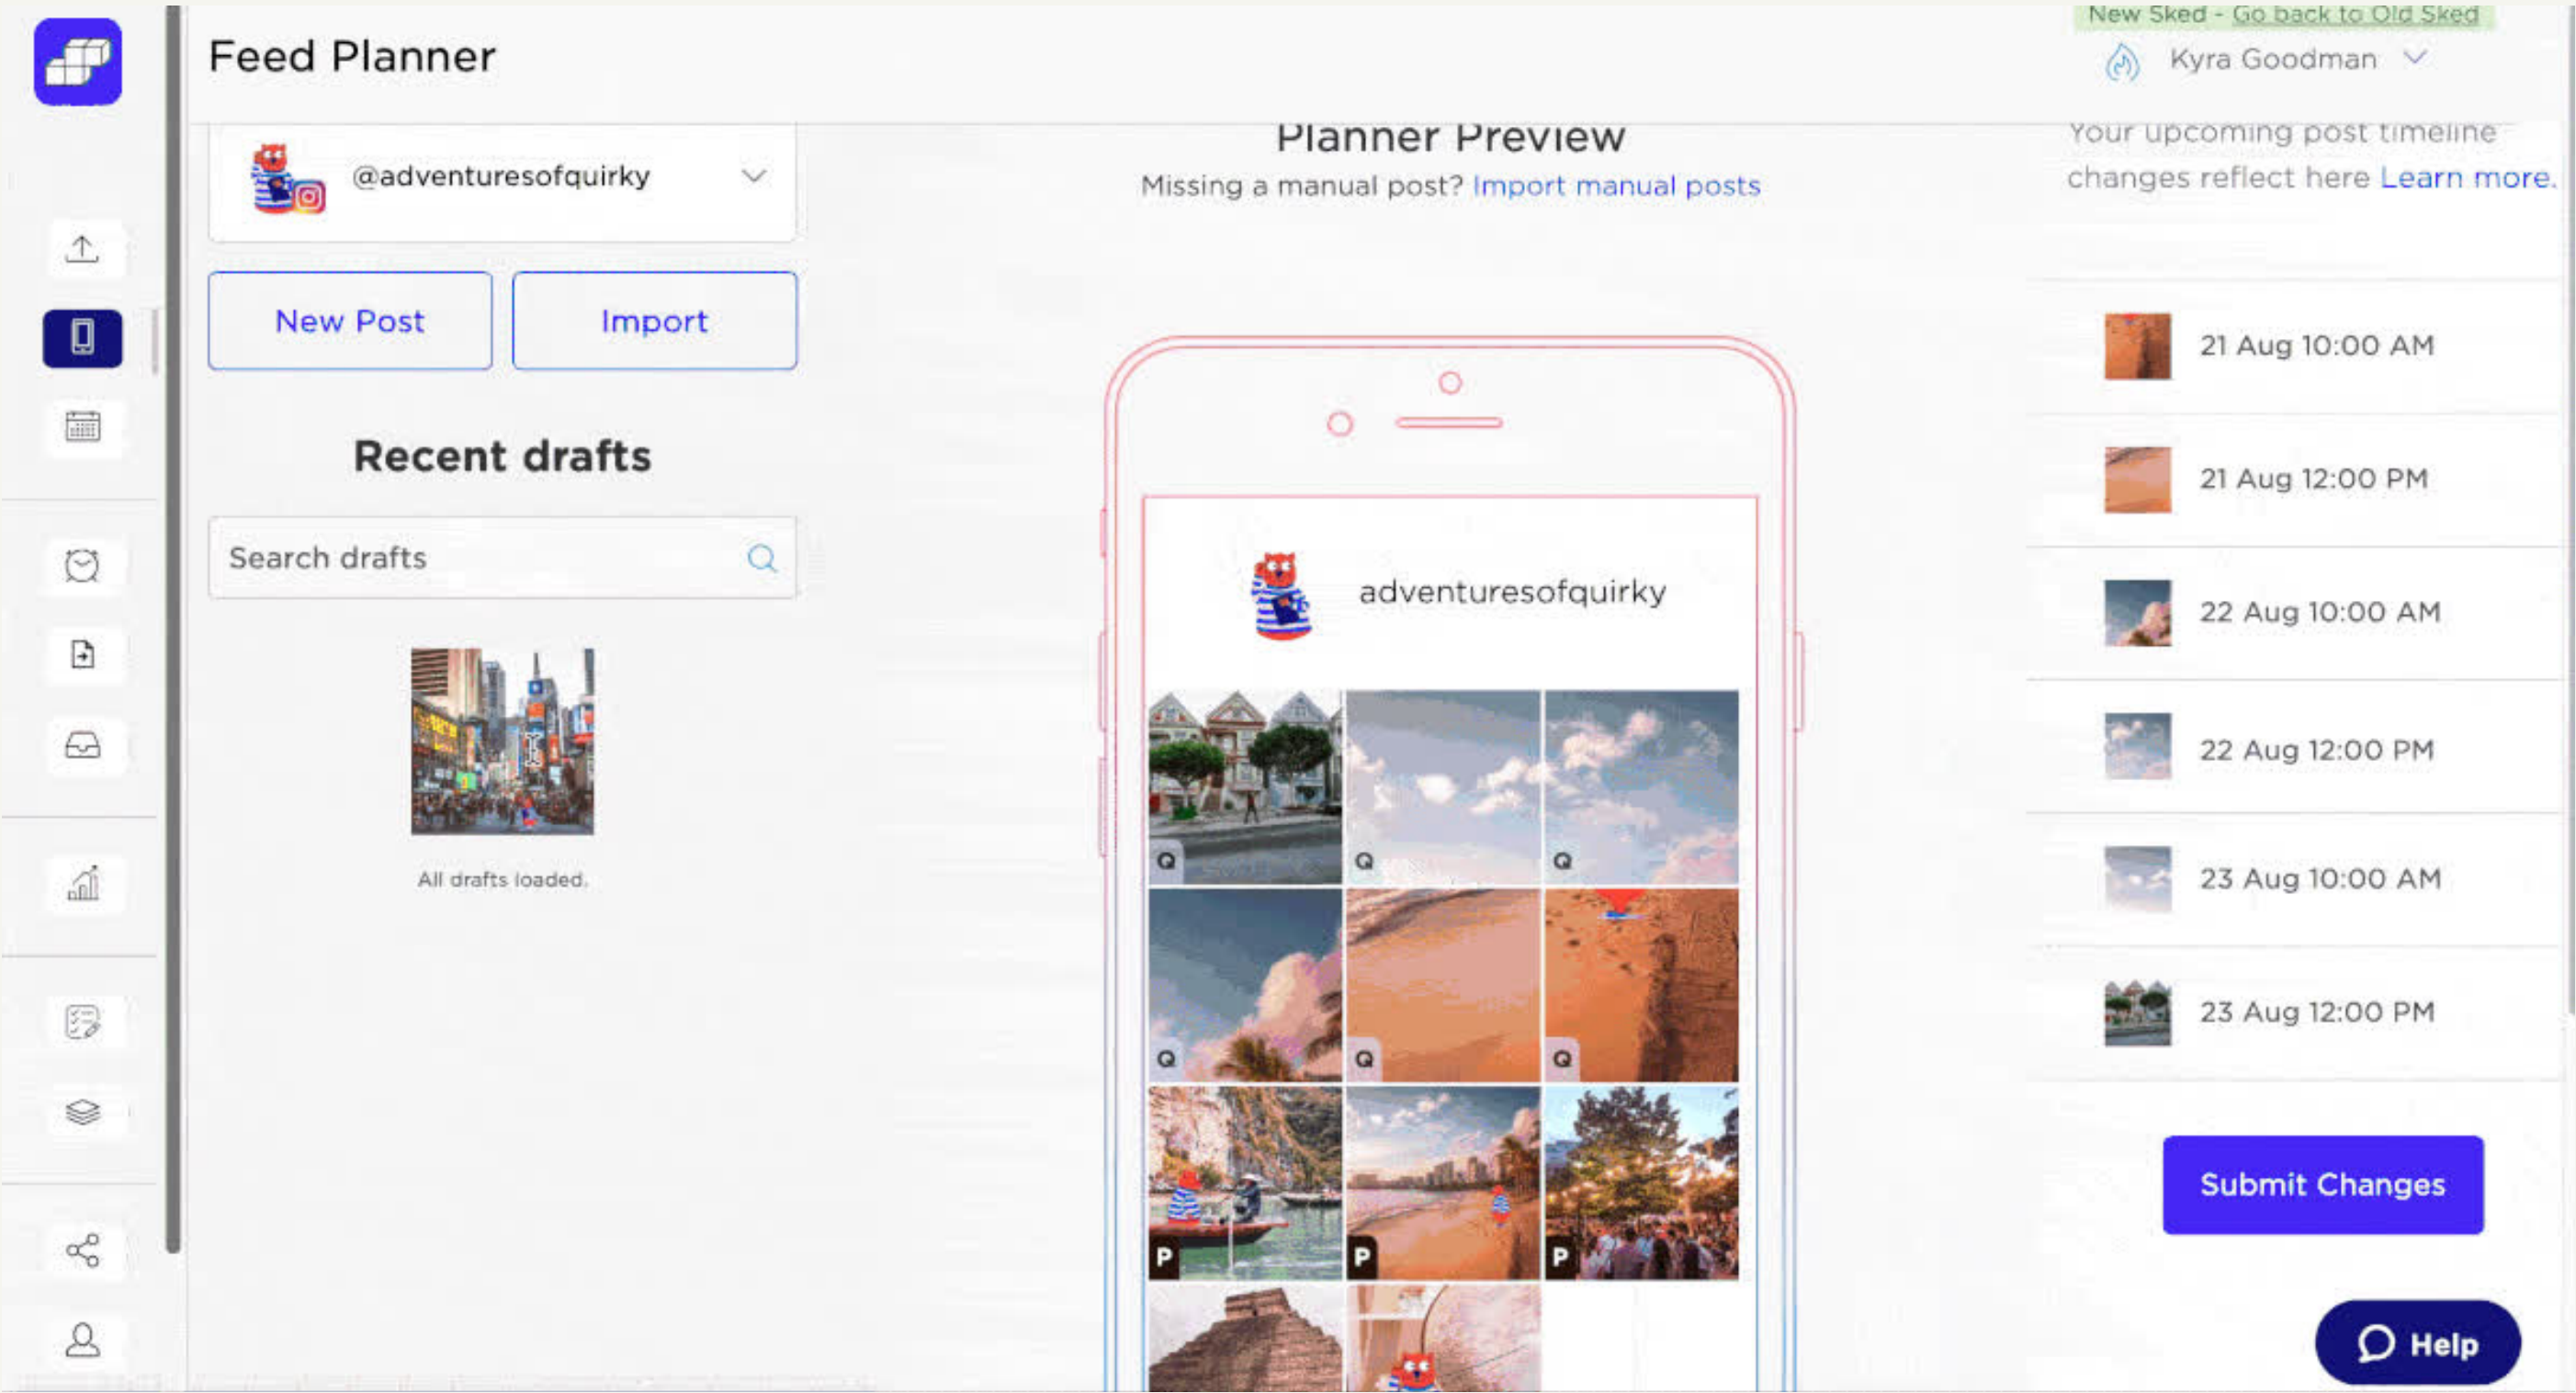 New Sked - Go back to Old Sked
Feed Planner
Kyra Goodman
@adventuresofquirky
New Post
Import
Recent drafts
Search drafts
All drafts loaded.
Planner Preview
Missing a manual post? Import manual posts
adventuresofquirky
Q
Q
Q
Q
Q
Q
P
P
P
Your upcoming post timeline
changes reflect here Learn more.
21 Aug 10:00 AM
21 Aug 12:00 PM
22 Aug 10:00 AM
22 Aug 12:00 PM
23 Aug 10:00 AM
23 Aug 12:00 PM
Submit Changes
Help